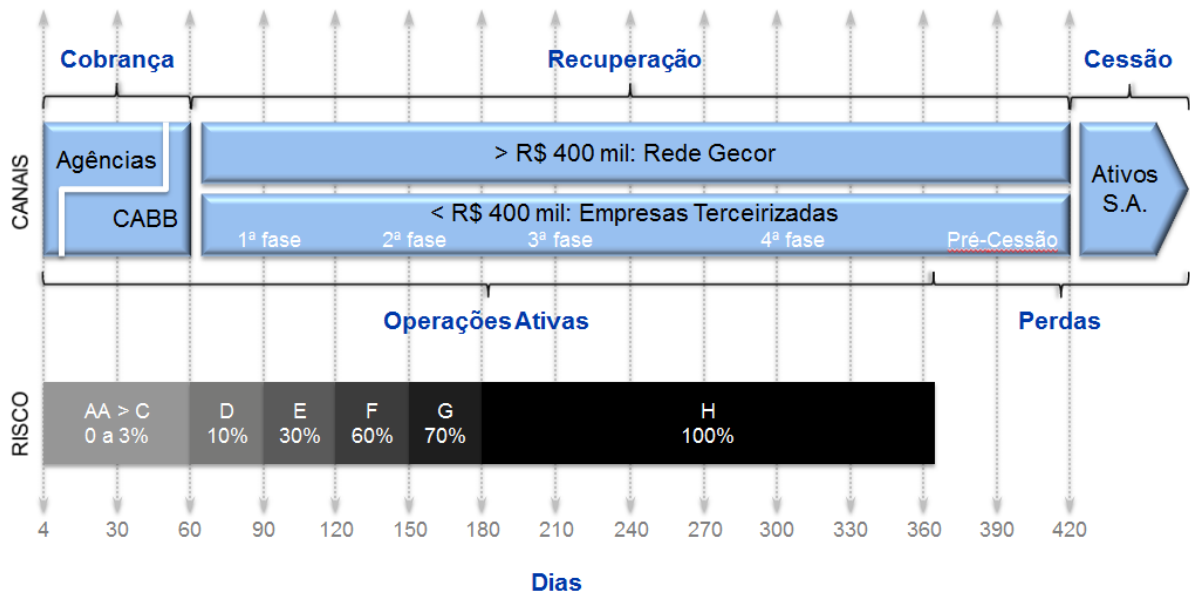 Cobrança
Recuperação
Cessão
CANAIS
Agências
CABB
> R$ 400 mil: Rede Gecor
< R$ 400 mil: Empresas Terceirizadas
1ª fase
2ª fase
3ª fase
4ª fase
Pré-Cessão
Ativos
S.A.
Operações Ativas
Perdas
RISCO
AA > C
0 a 3%
D
10%
E
30%
F
60%
G
70%
H
100%
4 30 60 90 120 150 180 210 240 270 300 330 360 390 420
Dias